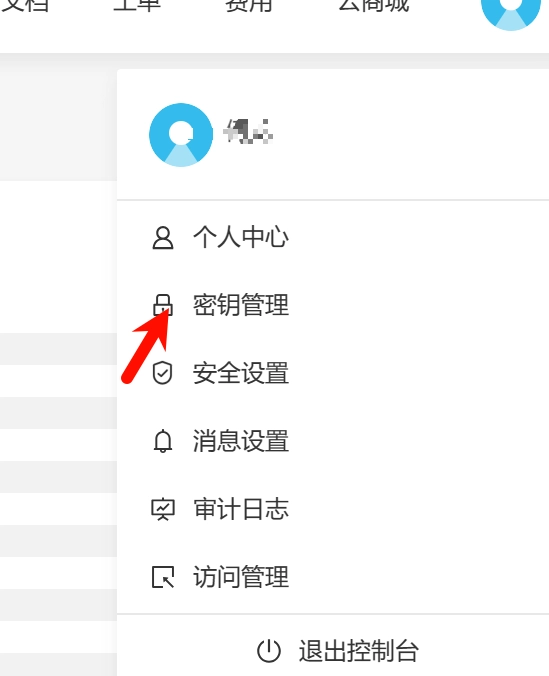 文档 工单 费用 云商城
个人中心
密钥管理
安全设置
消息设置
审计日志
访问管理
退出控制台